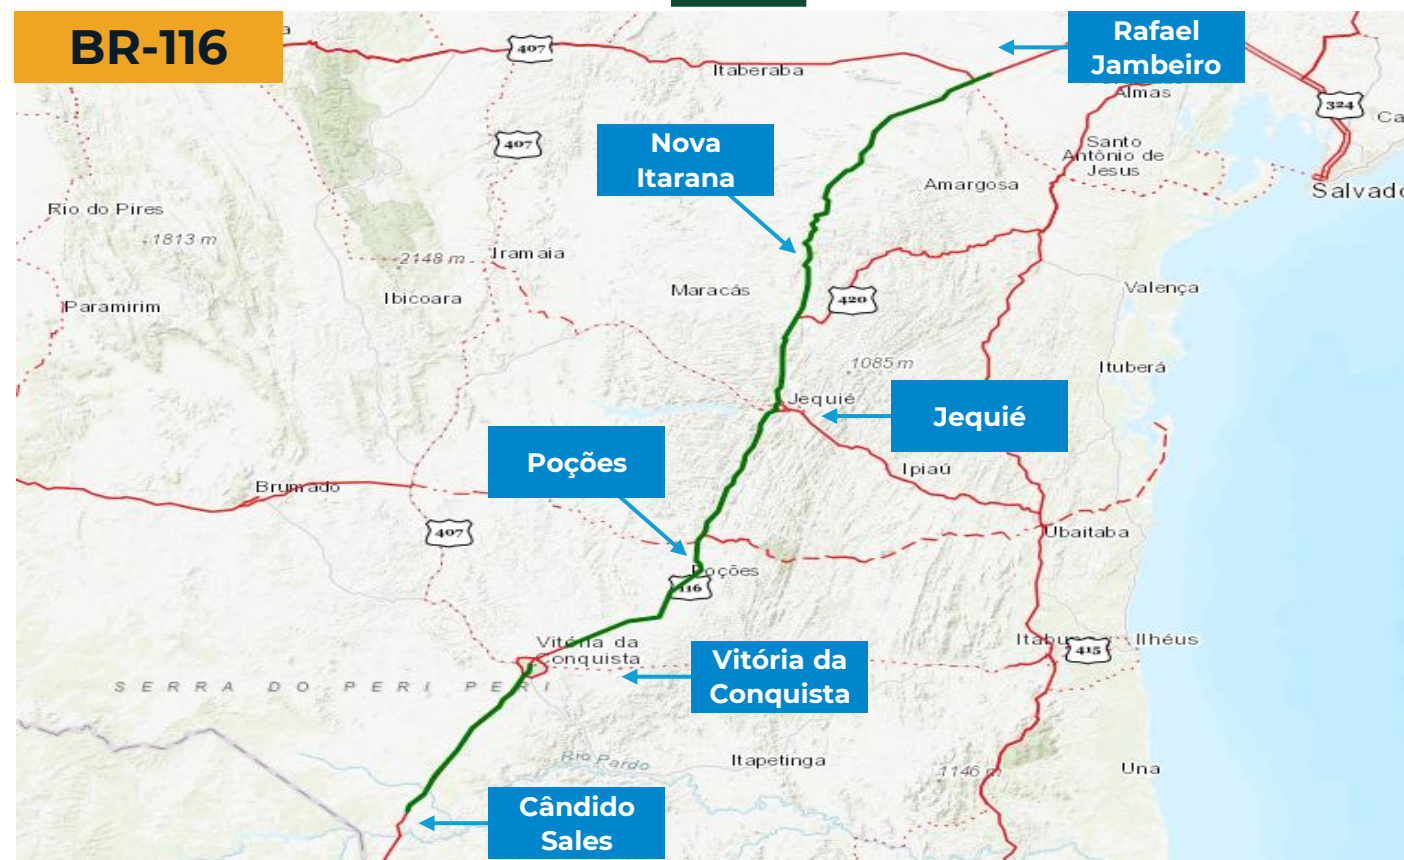 BR-116
a
407
Itaberaba
Rafael
Jambeiro
Almas
324
Ca
407
Nova
Itarana
Santo
Antônio de
Jesus
Amargosa
Salvado
Rio do Pires
1813 m
2148 m
Iramaia
Ibicoara
Maracás
420
Valença
Paramirim
1085 m
Ituberá
Jequié
Jequié
Poções
Ipiaú
Brumado
407
Ubaitaba
Poções
116
Vitória da
Conquista
Itabuna
415
Ilhéus
Vitória da
Conquista
SERRA DO PERI PERI
Rio Pardo
Itapetinga
1146 m
Una
Cândido
Sales